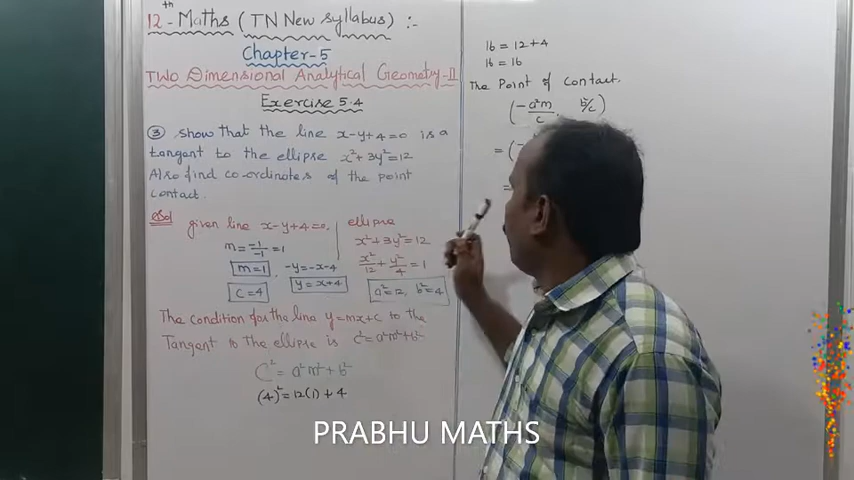 12th Maths ( TN New syllabus) :-
Chapter-5
TWO Dimensional Analytical Geometry-II
Exercise 5.4
③ show that the line x-y+4=0 is a
tangent to the ellipse x²+3y²=12
Also find co-ordinates of the point
contact.
Sol
given line x-y+4=0,
m = -1/-1 = 1
m=1
-y=-x-4
C=4
y=x+4
ellipse
x²+3y²=12
x²/12 + y²/4 = 1
a²=12, b²=4
The condition for the line y=mx+c to the
Tangent to the ellipse is c²=a²m²+b²
C² = a²m²+b²
(4)² = 12(1) + 4
16 = 12+4
16 = 16
The Point of contact.
(-a²m/c, b²/c)
= (-
=
PRABHU MATHS